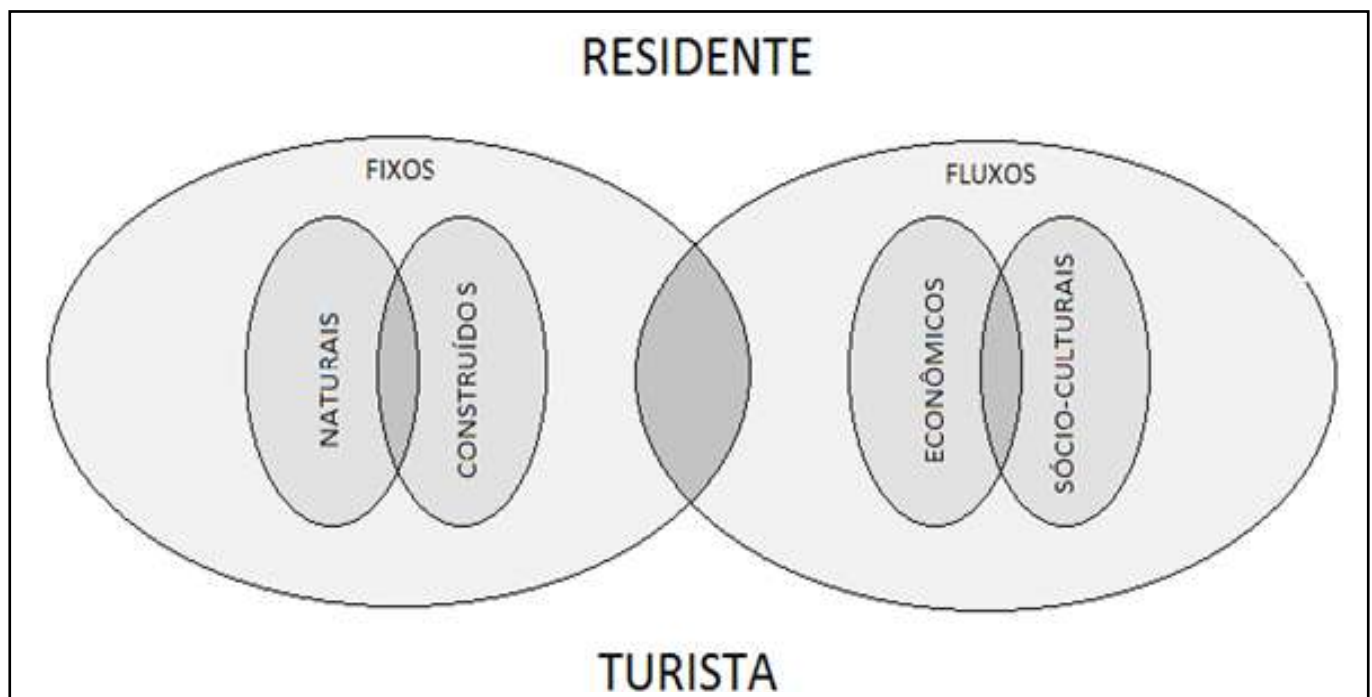 RESIDENTE
FIXOS
FLUXOS
NATURAIS
CONSTRUÍDOS
ECONÔMICOS
SÓCIO-CULTURAIS
TURISTA